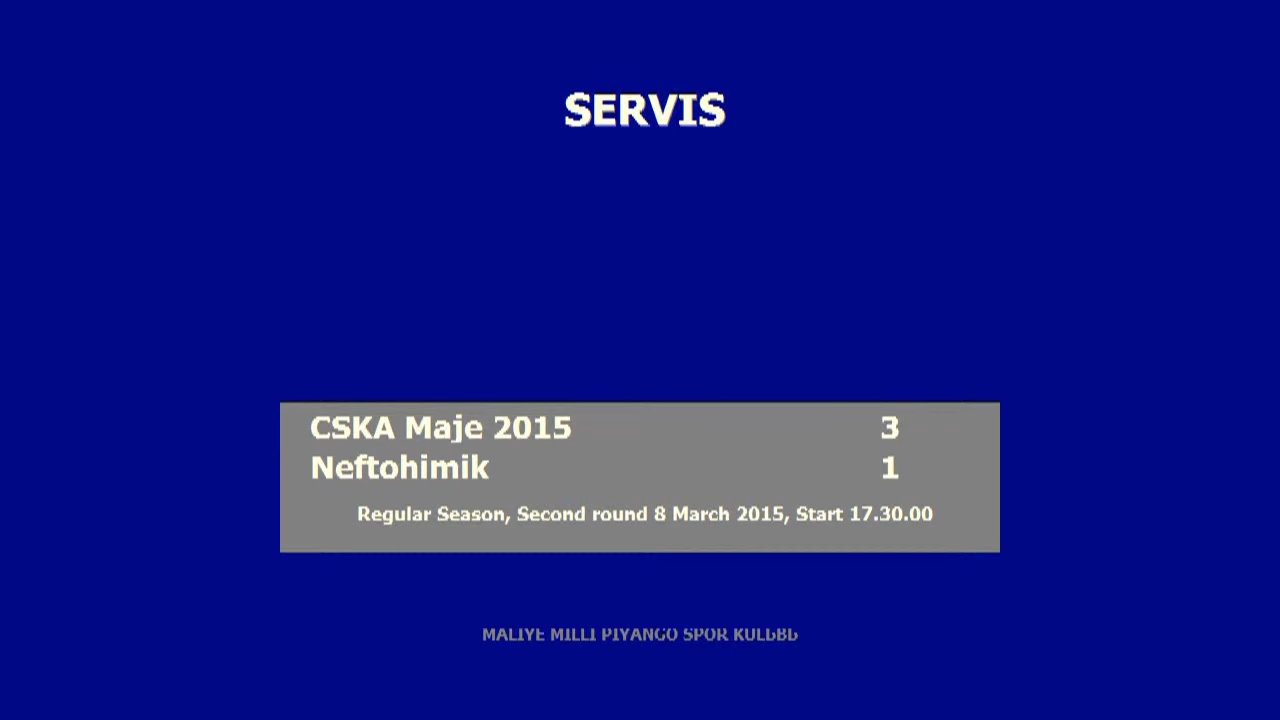 SERVIS
CSKA Maje 2015 3
Neftohimik 1
Regular Season, Second round 8 March 2015, Start 17.30.00
MALIYE MILLI PIYANGO SPOR KULЬBЬ